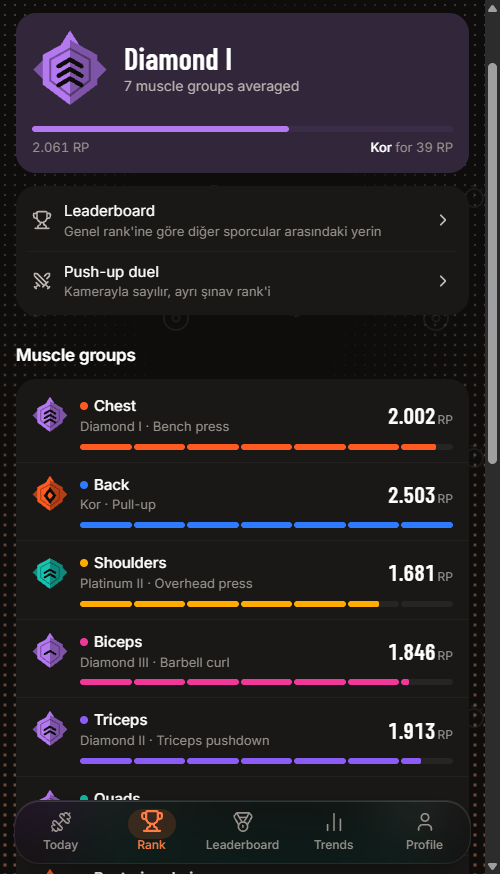 Diamond I
7 muscle groups averaged
2.061 RP
Kor for 39 RP
Leaderboard
Genel rank'ine göre diğer sporcular arasındaki yerin
Push-up duel
Kamerayla sayılır, ayrı şınav rank'i
Muscle groups
Chest
Diamond I · Bench press
2.002 RP
Back
Kor · Pull-up
2.503 RP
Shoulders
Platinum II · Overhead press
1.681 RP
Biceps
Diamond III · Barbell curl
1.846 RP
Triceps
Diamond II · Triceps pushdown
1.913 RP
Quads
Today
Rank
Leaderboard
Trends
Profile